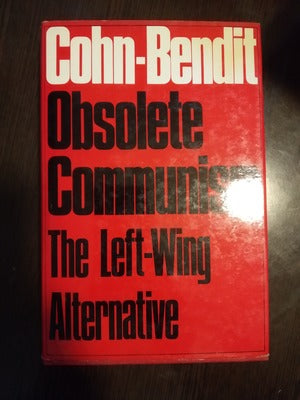 Cohn-Bendit
Obsolete
Communism
The Left-Wing
Alternative